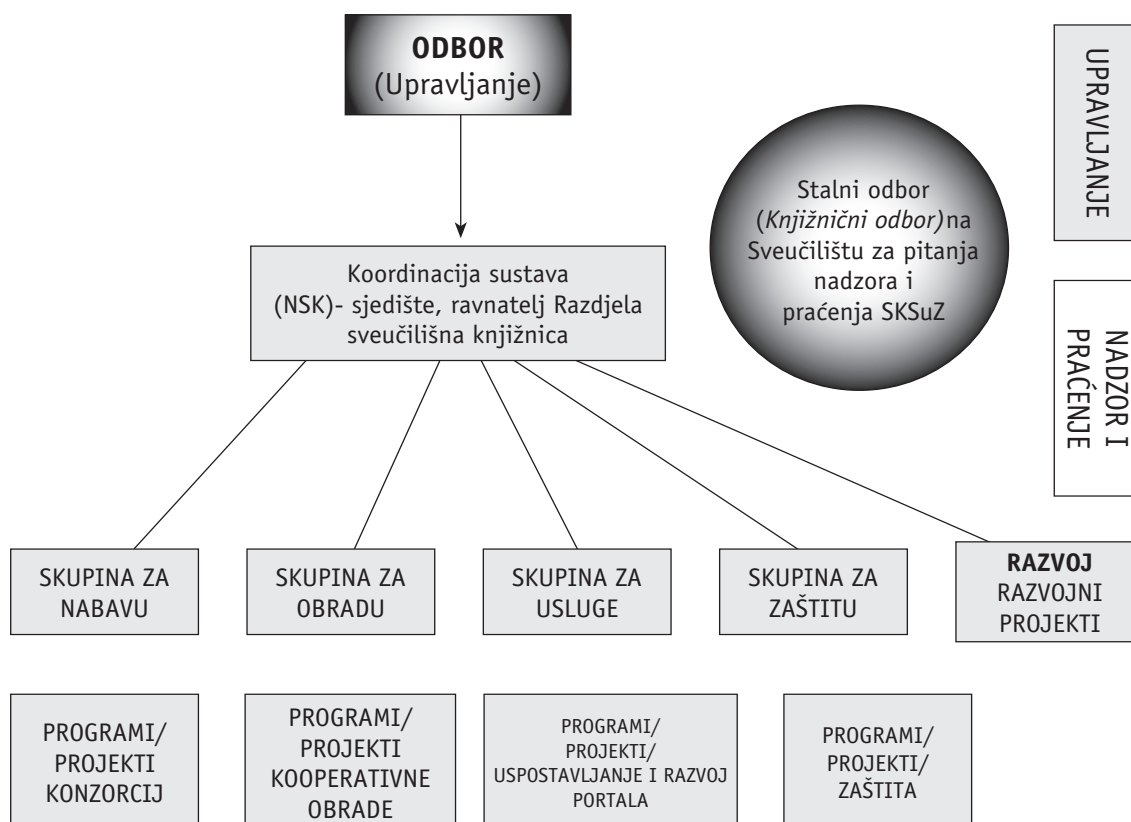 ODBOR
(Upravljanje)
UPRAVLJANJE
Stalni odbor
(Knjižnični odbor)na
Sveučilištu za pitanja
nadzora i
praćenja SKSuZ
Koordinacija sustava
(NSK)- sjedište, ravnatelj Razdjela
sveučilišna knjižnica
NADZOR I
PRAĆENJE
SKUPINA ZA
NABAVU
SKUPINA ZA
OBRADU
SKUPINA ZA
USLUGE
SKUPINA ZA
ZAŠTITU
RAZVOJ
RAZVOJNI
PROJEKTI
PROGRAMI/
PROJEKTI
KONZORCIJ
PROGRAMI/
PROJEKTI
KOOPERATIVNE
OBRADE
PROGRAMI/
PROJEKTI/
USPOSTAVLJANJE I RAZVOJ
PORTALA
PROGRAMI/
PROJEKTI/
ZAŠTITA